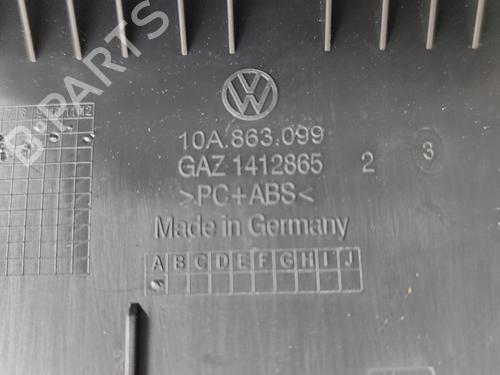 B-PARTS
10A.863.099
GAZ 1412865 2 3
>PC+ABS<
Made in Germany
A B C D E F G H I J